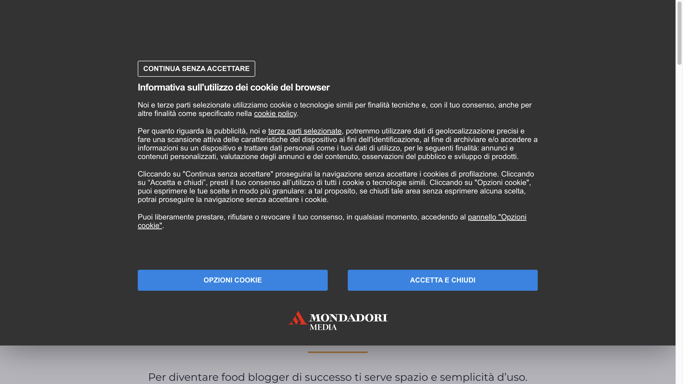 CONTINUA SENZA ACCETTARE
Informativa sull'utilizzo dei cookie del browser
Noi e terze parti selezionate utilizziamo cookie o tecnologie simili per finalità tecniche e, con il tuo consenso, anche per
altre finalità come specificato nella cookie policy.
Per quanto riguarda la pubblicità, noi e terze parti selezionate, potremmo utilizzare dati di geolocalizzazione precisi e
fare una scansione attiva delle caratteristiche del dispositivo ai fini dell'identificazione, al fine di archiviare e/o accedere a
informazioni su un dispositivo e trattare dati personali come i tuoi dati di utilizzo, per le seguenti finalità: annunci e
contenuti personalizzati, valutazione degli annunci e del contenuto, osservazioni del pubblico e sviluppo di prodotti.
Cliccando su "Continua senza accettare" proseguirai la navigazione senza accettare i cookies di profilazione. Cliccando
su "Accetta e chiudi", presti il tuo consenso all'utilizzo di tutti i cookie o tecnologie simili. Cliccando su "Opzioni cookie",
puoi esprimere le tue scelte in modo più granulare: a tal proposito, se chiudi tale area senza esprimere alcuna scelta,
potrai proseguire la navigazione senza accettare i cookie.
Puoi liberamente prestare, rifiutare o revocare il tuo consenso, in qualsiasi momento, accedendo al pannello "Opzioni
cookie".
OPZIONI COOKIE
ACCETTA E CHIUDI
MONDADORI
MEDIA
Per diventare food blogger di successo ti serve spazio e semplicità d'uso.